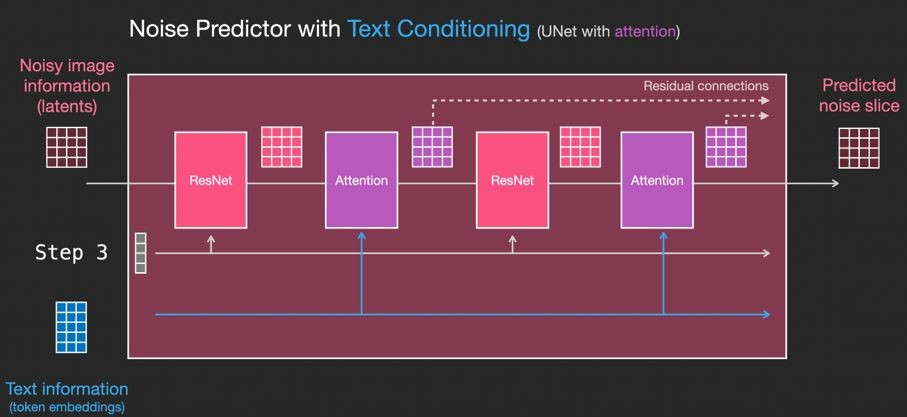 Noise Predictor with Text Conditioning (UNet with attention)
Noisy image
information
(latents)
Residual connections
Predicted
noise slice
ResNet
Attention
ResNet
Attention
Step 3
Text information
(token embeddings)